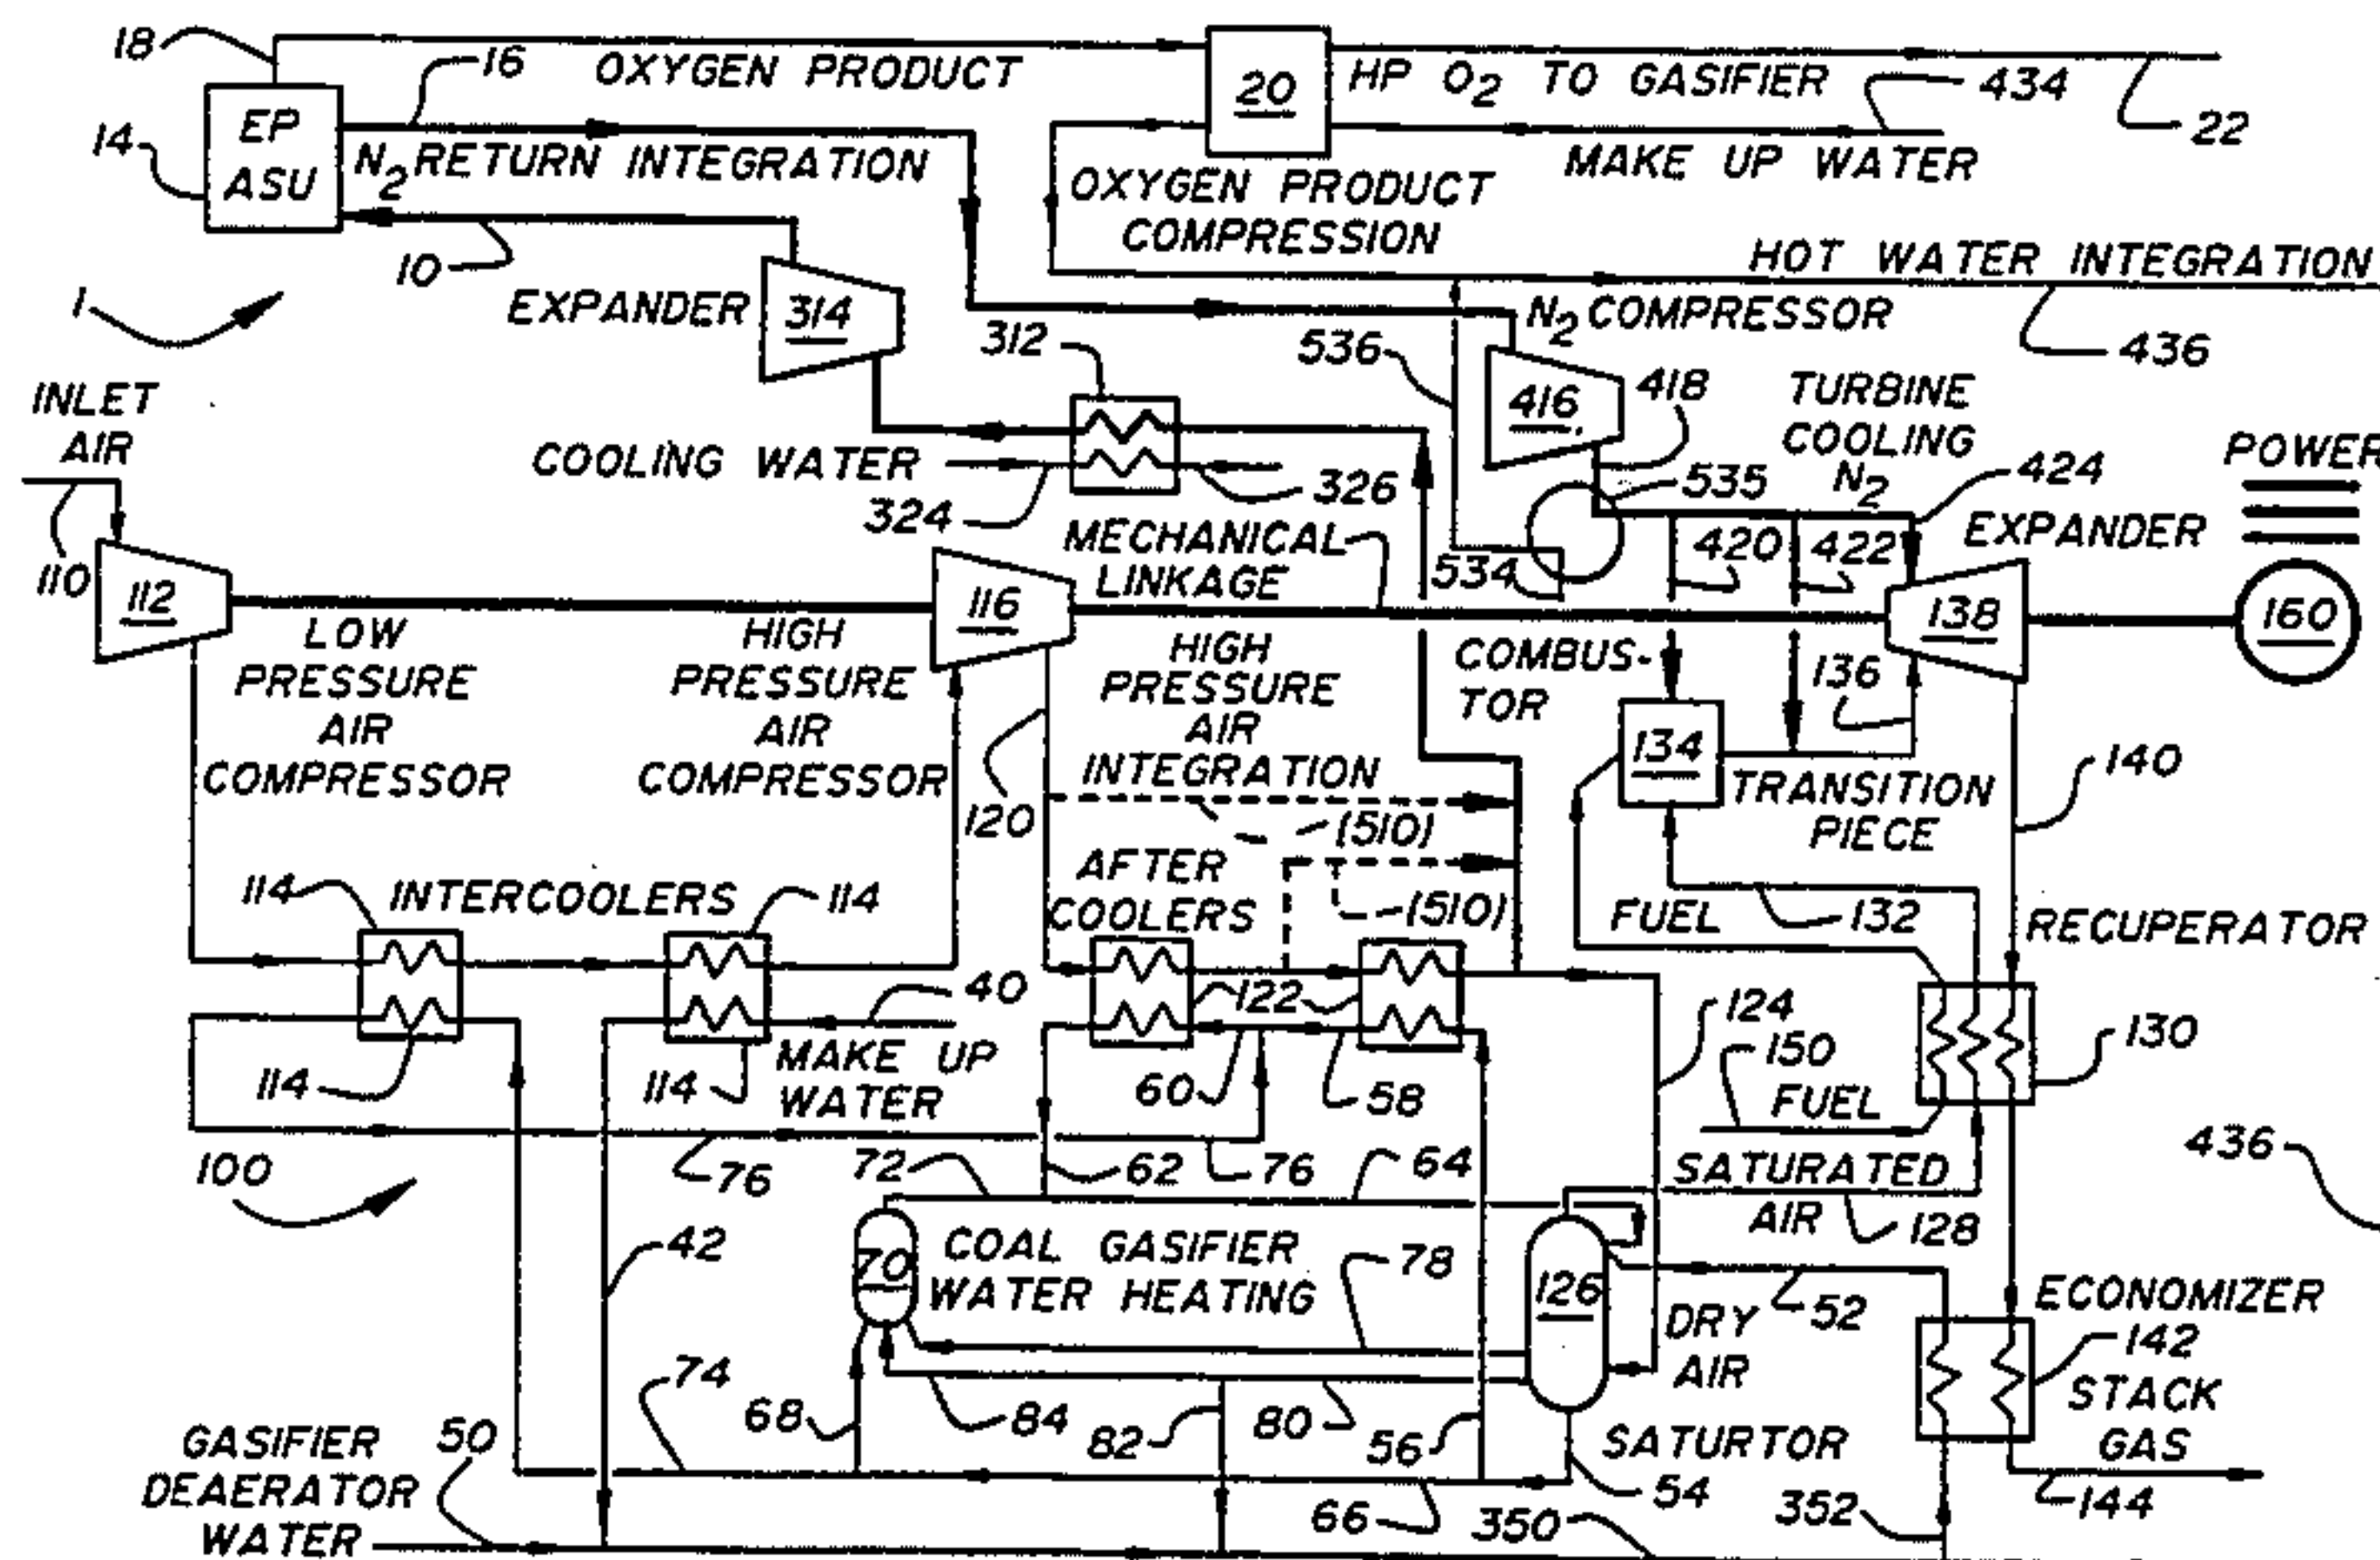 18
16
OXYGEN PRODUCT
20
HP O2 TO GASIFIER
434
22
14
EP
ASU
N2 RETURN INTEGRATION
MAKE UP WATER
OXYGEN PRODUCT
COMPRESSION
10
HOT WATER INTEGRATION
1
EXPANDER
314
312
536
N2 COMPRESSOR
436
INLET
AIR
416
418
TURBINE
COOLING
N2
COOLING WATER
324
326
535
424
POWER
110
112
116
MECHANICAL
LINKAGE
534
420
422
EXPANDER
138
160
LOW
PRESSURE
AIR
COMPRESSOR
HIGH
PRESSURE
AIR
COMPRESSOR
HIGH
PRESSURE
AIR
INTEGRATION
COMBUS-
TOR
136
134
TRANSITION
PIECE
140
120
(510)
114
INTERCOOLERS
114
AFTER
COOLERS
(510)
FUEL
132
RECUPERATOR
40
122
124
130
114
114
MAKE UP
WATER
60
58
150
FUEL
100
76
72
62
76
64
SATURATED
AIR
128
436
42
70
COAL GASIFIER
WATER HEATING
78
126
DRY
AIR
52
ECONOMIZER
142
STACK
GAS
74
68
84
82
80
56
SATURTOR
54
144
GASIFIER
DEAERATOR
WATER
50
66
350
352